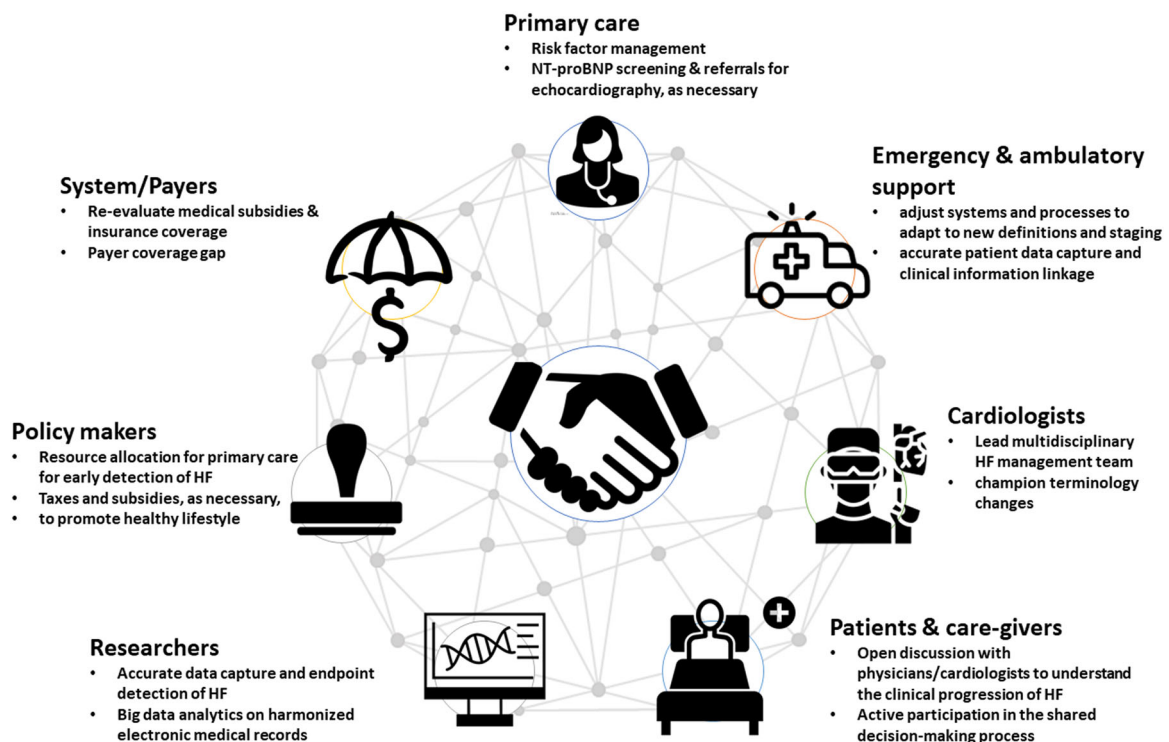 Primary care
• Risk factor management
• NT-proBNP screening & referrals for
echocardiography, as necessary
Emergency & ambulatory
support
• adjust systems and processes to
adapt to new definitions and staging
• accurate patient data capture and
clinical information linkage
System/Payers
• Re-evaluate medical subsidies &
insurance coverage
• Payer coverage gap
$
Cardiologists
• Lead multidisciplinary
HF management team
• champion terminology
changes
Policy makers
• Resource allocation for primary care
for early detection of HF
• Taxes and subsidies, as necessary,
• to promote healthy lifestyle
Patients & care-givers
• Open discussion with
physicians/cardiologists to understand
the clinical progression of HF
• Active participation in the shared
decision-making process
Researchers
• Accurate data capture and endpoint
detection of HF
• Big data analytics on harmonized
electronic medical records